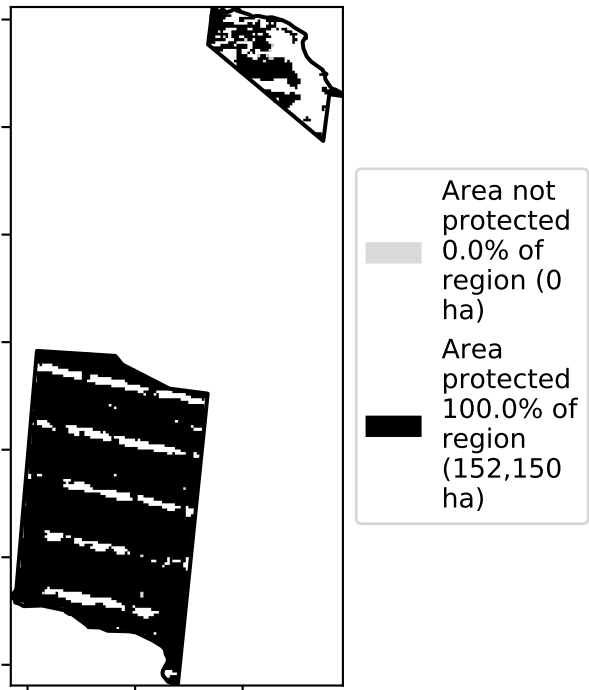 Area not
protected
0.0% of
region (0
ha)
Area
protected
100.0% of
region
(152,150
ha)